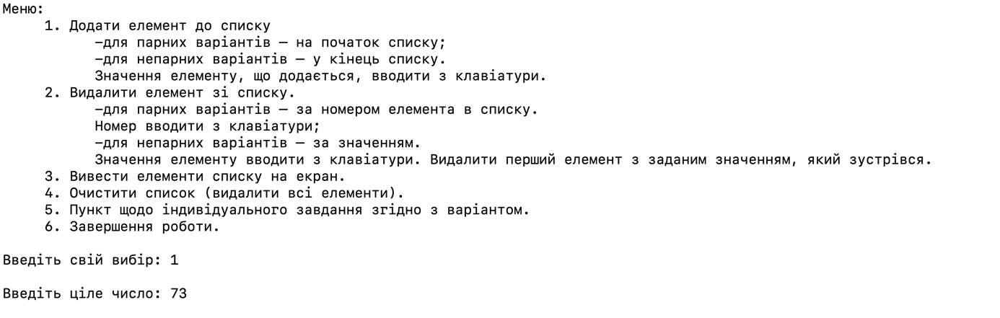 Меню:
1. Додати елемент до списку
—для парних варіантів — на початок списку;
—для непарних варіантів — у кінець списку.
Значення елементу, що додається, вводити з клавіатури.
2. Видалити елемент зі списку.
—для парних варіантів — за номером елемента в списку.
Номер вводити з клавіатури;
—для непарних варіантів — за значенням.
Значення елементу вводити з клавіатури. Видалити перший елемент з заданим значенням, який зустрівся.
3. Вивести елементи списку на екран.
4. Очистити список (видалити всі елементи).
5. Пункт щодо індивідуального завдання згідно з варіантом.
6. Завершення роботи.
Введіть свій вибір: 1
Введіть ціле число: 73